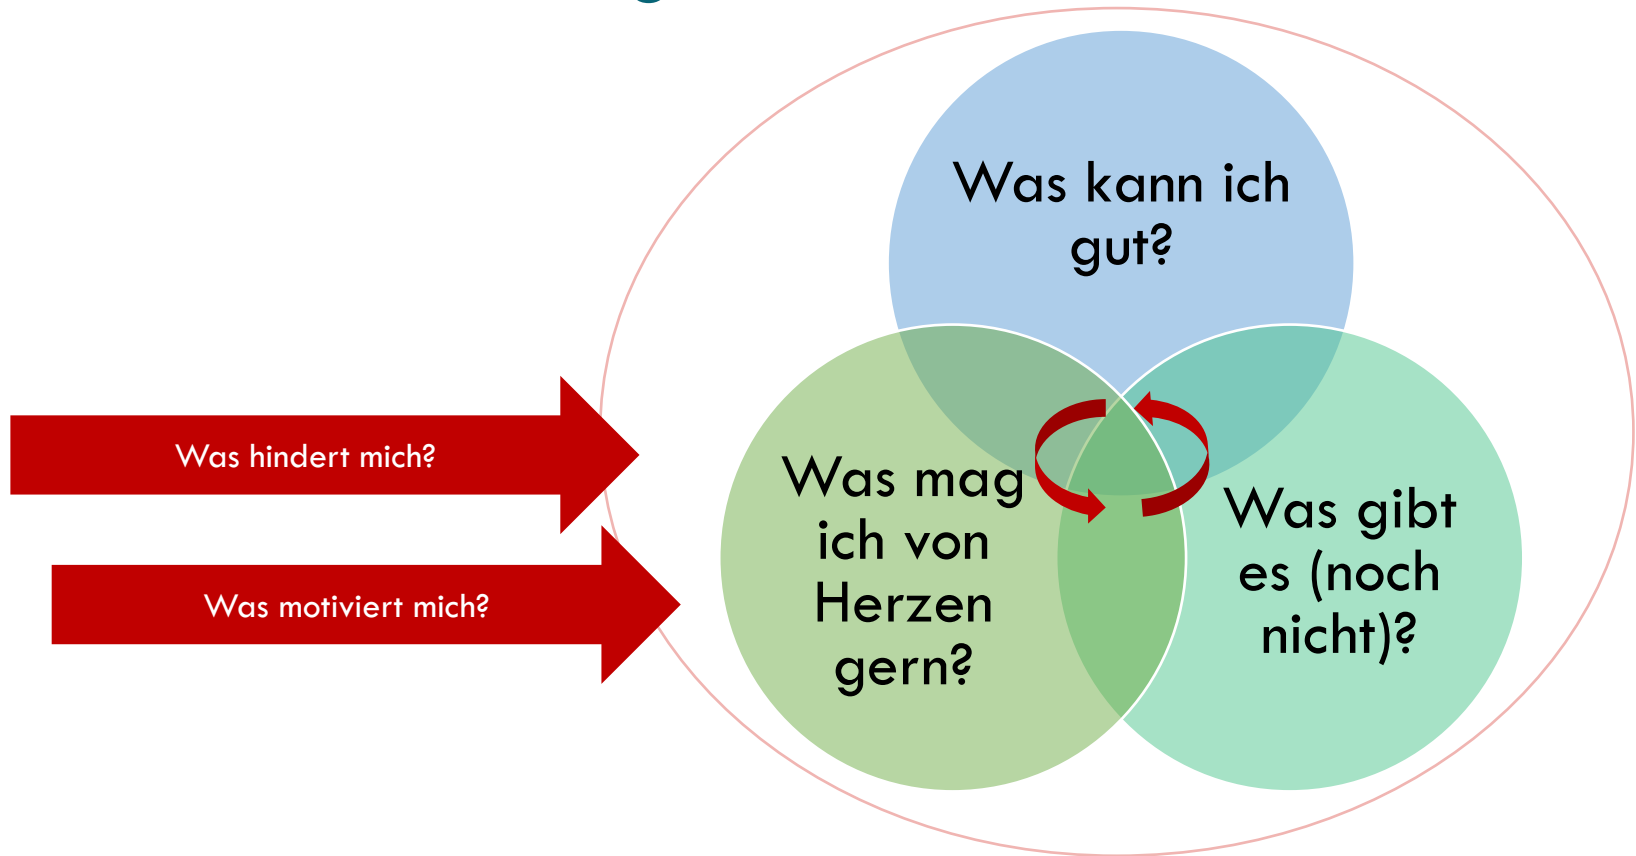 Was kann ich
gut?
Was hindert mich?
Was motiviert mich?
Was mag
ich von
Herzen
gern?
Was gibt
es (noch
nicht)?